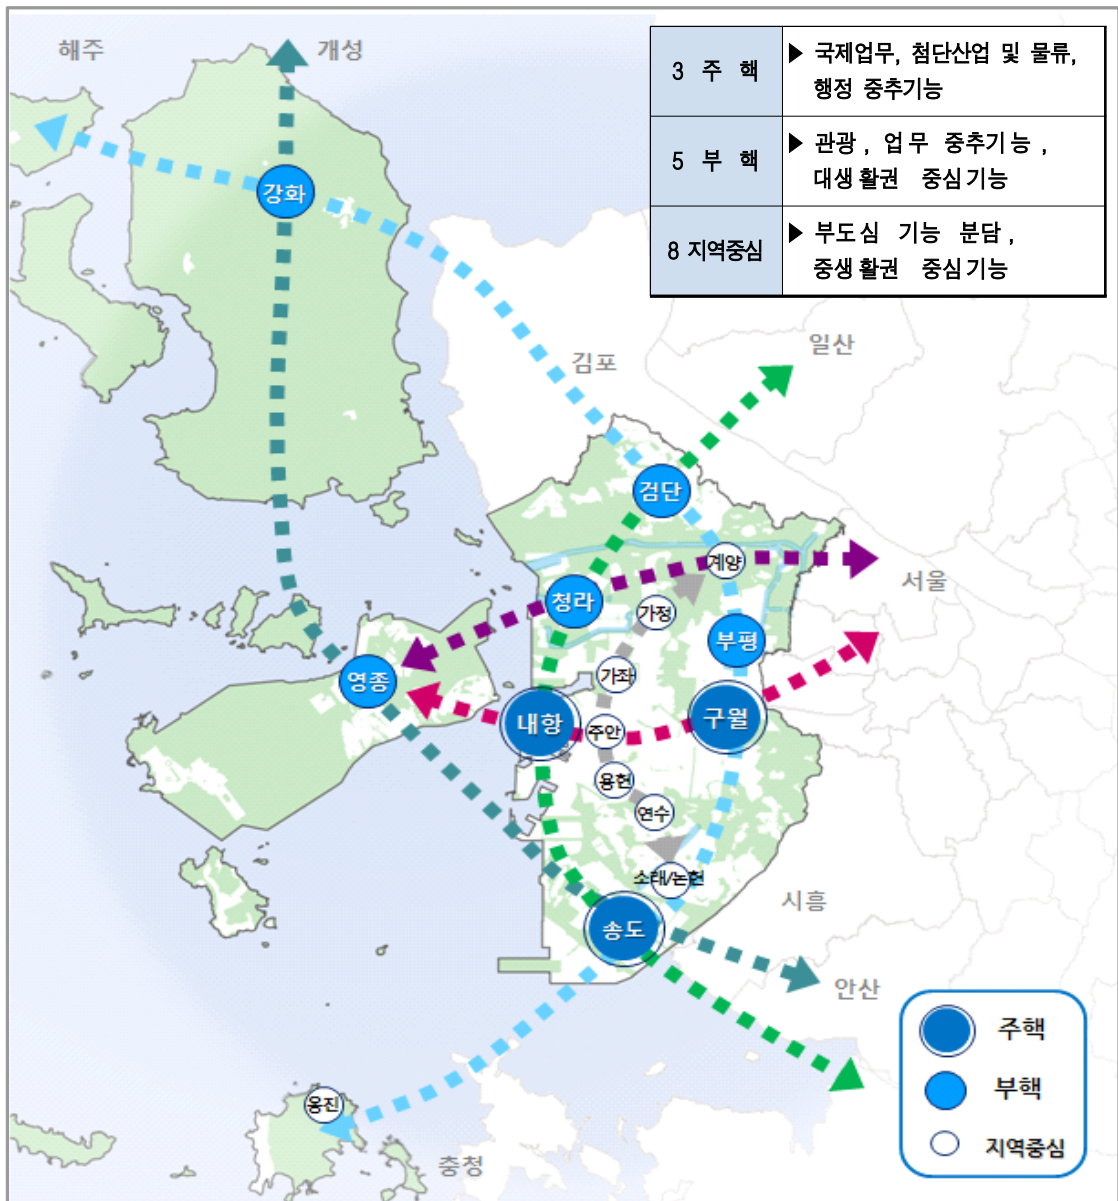 해주
개성
3 주 핵
▶ 국제업무, 첨단산업 및 물류,
행정 중추기능
5 부 핵
▶ 관광, 업무 중추기능,
대생활권 중심기능
8 지역중심
▶ 부도심 기능 분담,
중생활권 중심기능
강화
일산
김포
검단
계양
서울
청라
가정
부평
가좌
영종
내항
구월
주안
용현
연수
소래/논현
시흥
송도
안산
주핵
부핵
지역중심
옹진
충청